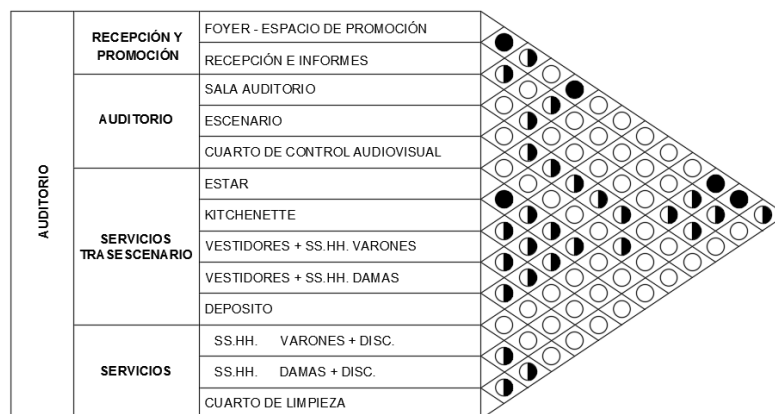 AUDITORIO
RECEPCIÓN Y
PROMOCIÓN
FOYER - ESPACIO DE PROMOCIÓN
RECEPCIÓN E INFORMES
AUDITORIO
SALA AUDITORIO
ESCENARIO
CUARTO DE CONTROL AUDIOVISUAL
SERVICIOS
TRASESCENARIO
ESTAR
KITCHENETTE
VESTIDORES + SS.HH. VARONES
VESTIDORES + SS.HH. DAMAS
DEPOSITO
SERVICIOS
SS.HH. VARONES + DISC.
SS.HH. DAMAS + DISC.
CUARTO DE LIMPIEZA